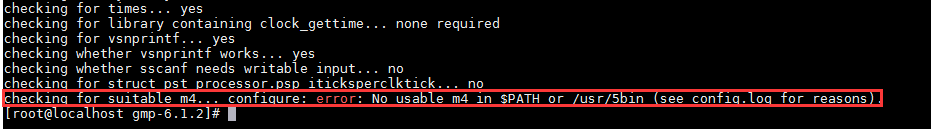 checking for times... yes
checking for library containing clock_gettime... none required
checking for vsnprintf... yes
checking whether vsnprintf works... yes
checking whether sscanf needs writable input... no
checking for struct pst_processor.psp_iticksperclktick... no
checking for suitable m4... configure: error: No usable m4 in $PATH or /usr/5bin (see config.log for reasons).
[root@localhost gmp-6.1.2]#